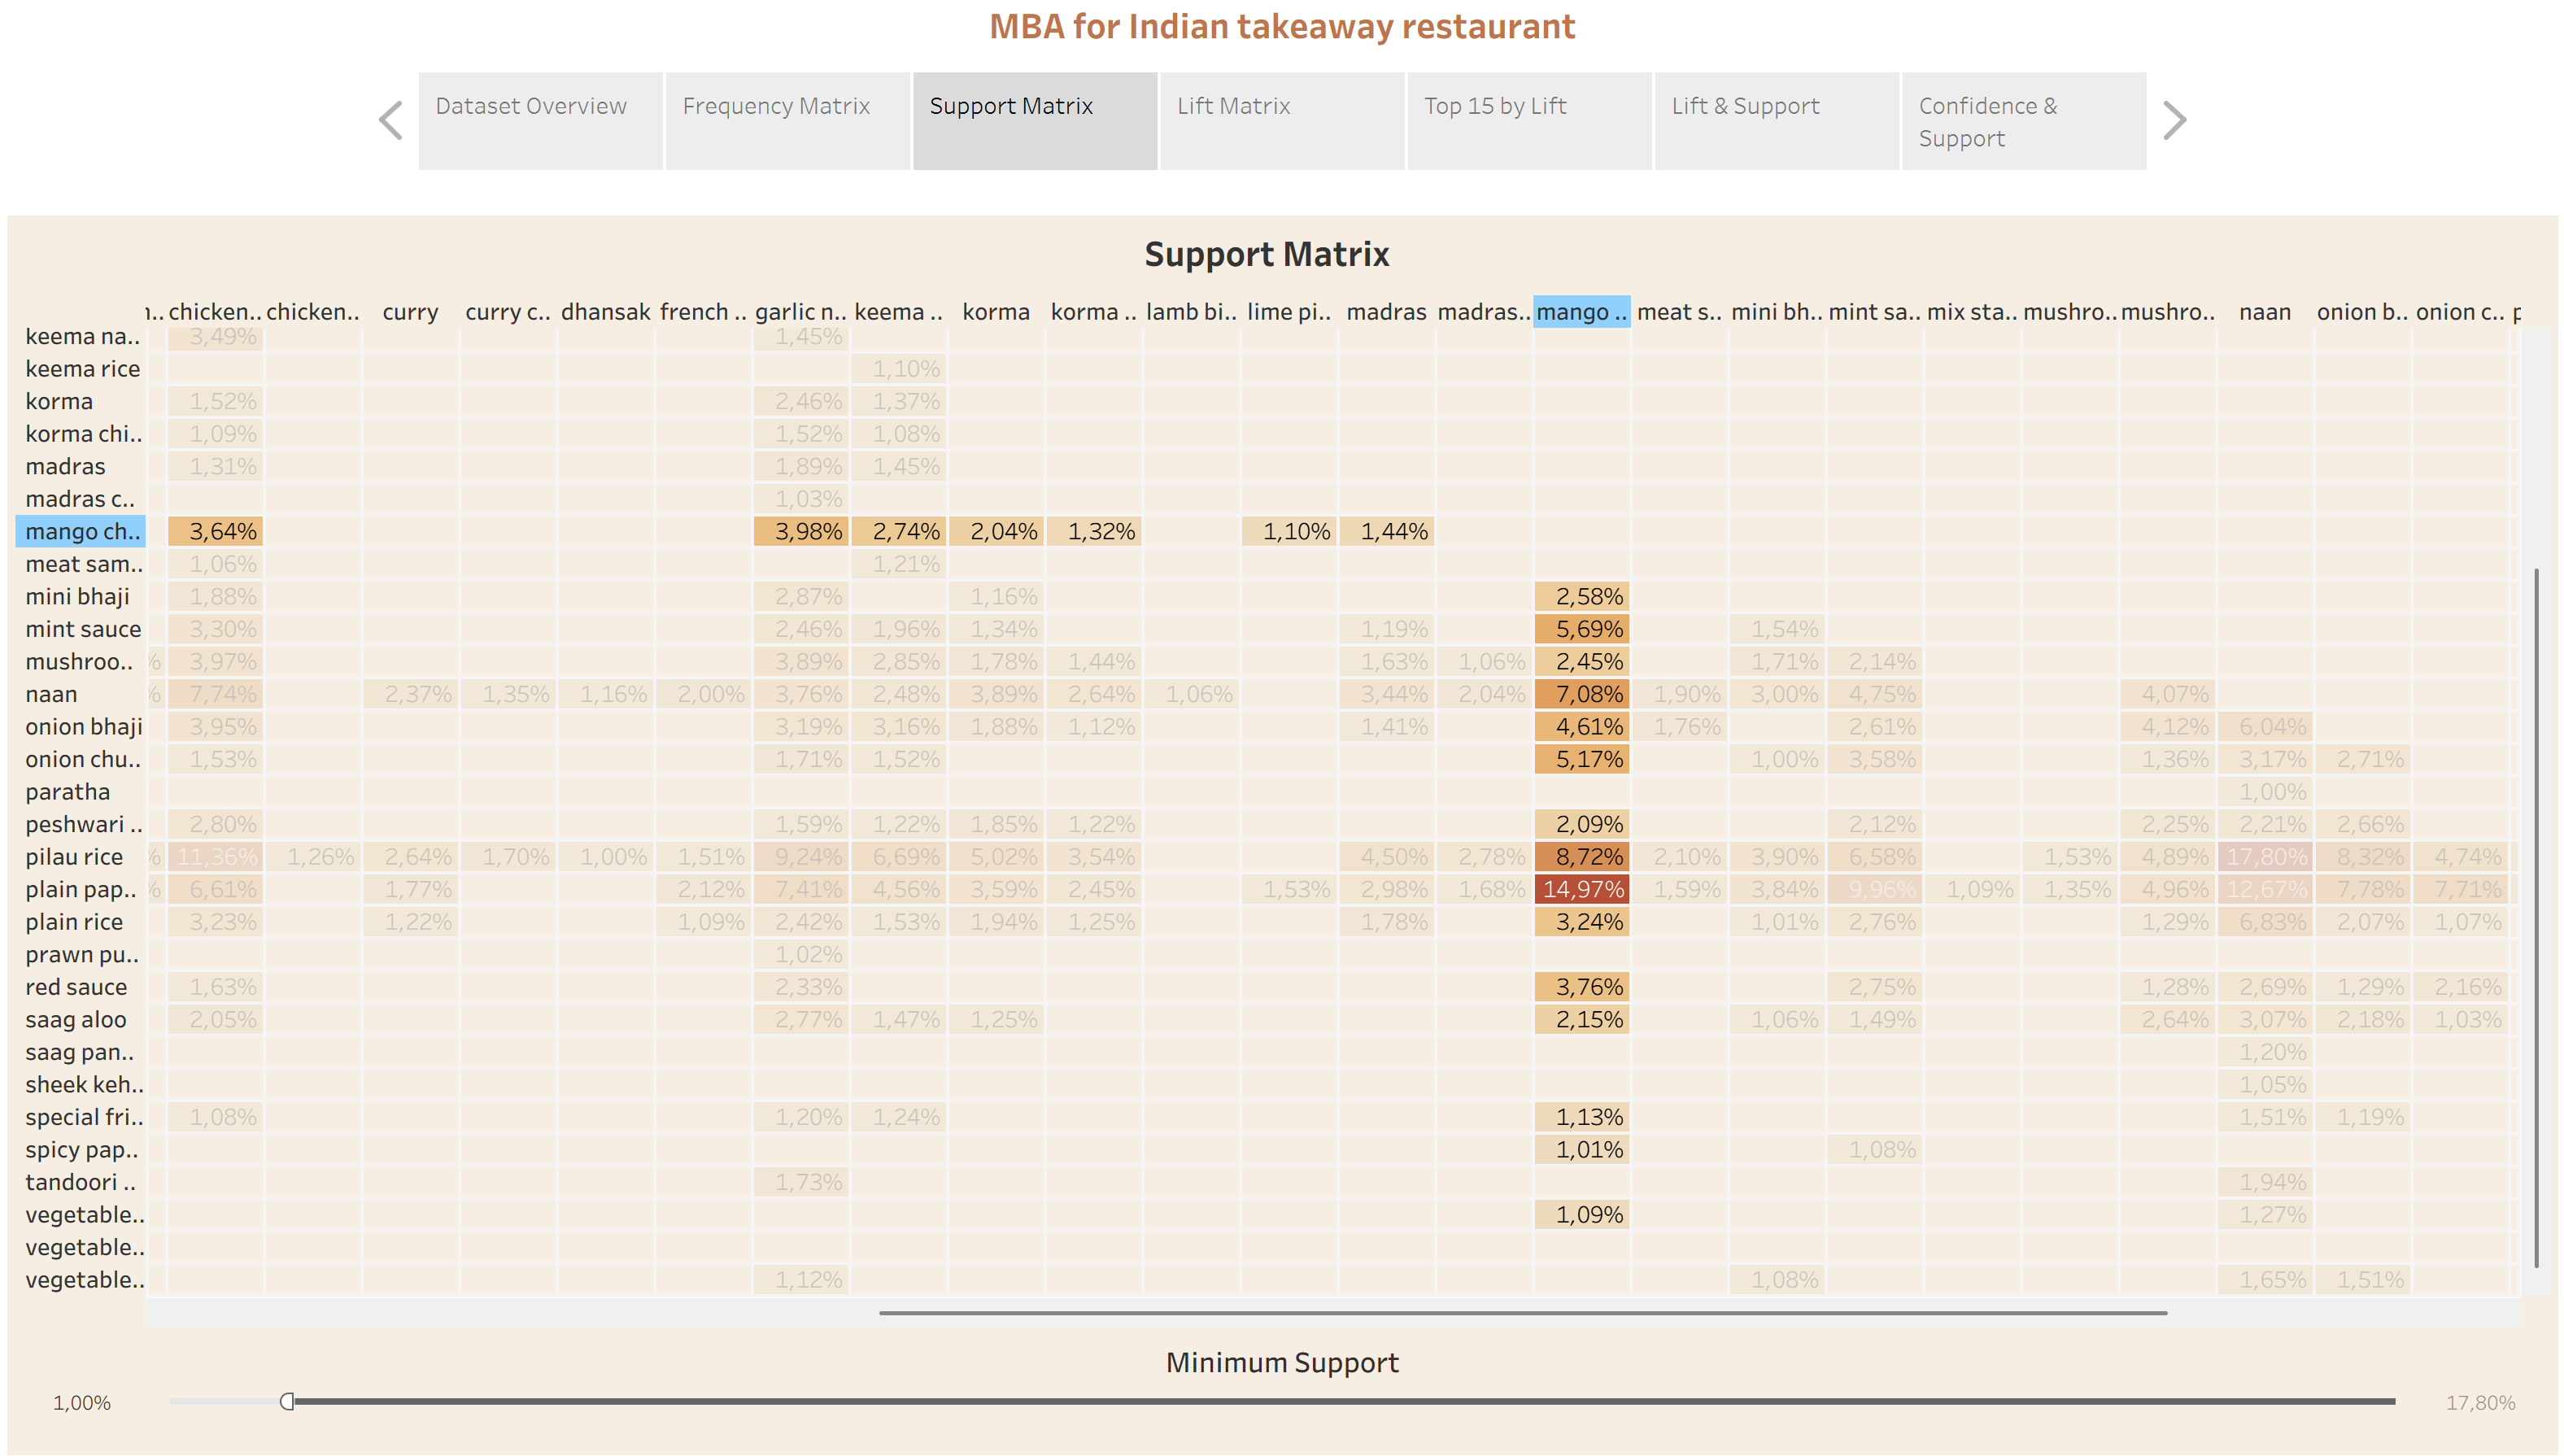 MBA for Indian takeaway restaurant
Dataset Overview Frequency Matrix Support Matrix Lift Matrix Top 15 by Lift Lift & Support Confidence &
Support
Support Matrix
chicken.. chicken.. curry curry c.. dhansak french .. garlic n.. keema .. korma korma .. lamb bi.. lime pi.. madras madras.. mango .. meat s.. mini bh.. mint sa.. mix sta.. mushro.. mushro.. naan onion b.. onion c..
keema na.. 3,49% 1,45%
keema rice 1,10%
korma 1,52% 2,46% 1,37%
korma chi.. 1,09% 1,52% 1,08%
madras 1,31% 1,89% 1,45%
madras c.. 1,03%
mango ch.. 3,64% 3,98% 2,74% 2,04% 1,32% 1,10% 1,44%
meat sam.. 1,06% 1,21%
mini bhaji 1,88% 2,87% 1,16% 2,58%
mint sauce 3,30% 2,46% 1,96% 1,34% 1,19% 5,69% 1,54%
mushroo.. % 3,97% 3,89% 2,85% 1,78% 1,44% 1,63% 1,06% 2,45% 1,71% 2,14%
naan % 7,74% 2,37% 1,35% 1,16% 2,00% 3,76% 2,48% 3,89% 2,64% 1,06% 3,44% 2,04% 7,08% 1,90% 3,00% 4,75% 4,07%
onion bhaji 3,95% 3,19% 3,16% 1,88% 1,12% 1,41% 4,61% 1,76% 2,61% 4,12% 6,04%
onion chu.. 1,53% 1,71% 1,52% 5,17% 1,00% 3,58% 1,36% 3,17% 2,71%
paratha 1,00%
peshwari .. 2,80% 1,59% 1,22% 1,85% 1,22% 2,09% 2,12% 2,25% 2,21% 2,66%
pilau rice % 11,36% 1,26% 2,64% 1,70% 1,00% 1,51% 9,24% 6,69% 5,02% 3,54% 4,50% 2,78% 8,72% 2,10% 3,90% 6,58% 1,53% 4,89% 17,80% 8,32% 4,74%
plain pap.. % 6,61% 1,77% 2,12% 7,41% 4,56% 3,59% 2,45% 1,53% 2,98% 1,68% 14,97% 1,59% 3,84% 9,96% 1,09% 1,35% 4,96% 12,67% 7,78% 7,71%
plain rice 3,23% 1,22% 1,09% 2,42% 1,53% 1,94% 1,25% 1,78% 3,24% 1,01% 2,76% 1,29% 6,83% 2,07% 1,07%
prawn pu.. 1,02%
red sauce 1,63% 2,33% 3,76% 2,75% 1,28% 2,69% 1,29% 2,16%
saag aloo 2,05% 2,77% 1,47% 1,25% 2,15% 1,06% 1,49% 2,64% 3,07% 2,18% 1,03%
saag pan.. 1,20%
sheek keh.. 1,05%
special fri.. 1,08% 1,20% 1,24% 1,13% 1,51% 1,19%
spicy pap.. 1,01% 1,08%
tandoori .. 1,73% 1,94%
vegetable.. 1,09% 1,27%
vegetable..
vegetable.. 1,12% 1,08% 1,65% 1,51%
Minimum Support
1,00% 17,80%